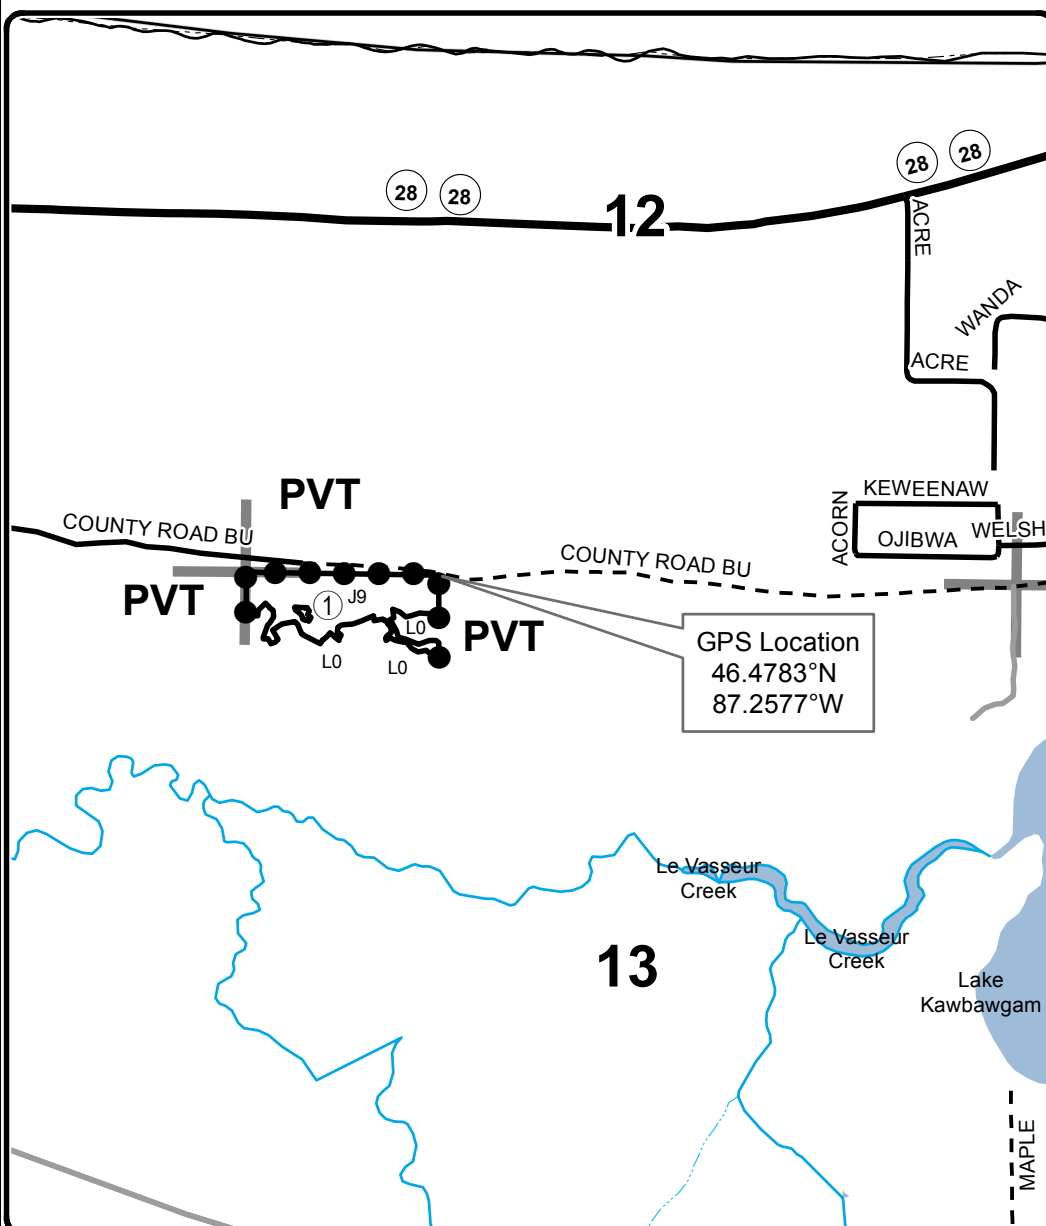 28
28
28
28
12
ACRE
WANDA
ACRE
PVT
KEWEENAW
ACORN
COUNTY ROAD BU
OJIBWA
WELSH
COUNTY ROAD BU
PVT
1
J9
L0
PVT
L0
L0
GPS Location
46.4783°N
87.2577°W
Le Vasseur
Creek
Le Vasseur
Creek
13
Lake
Kawbawgam
MAPLE